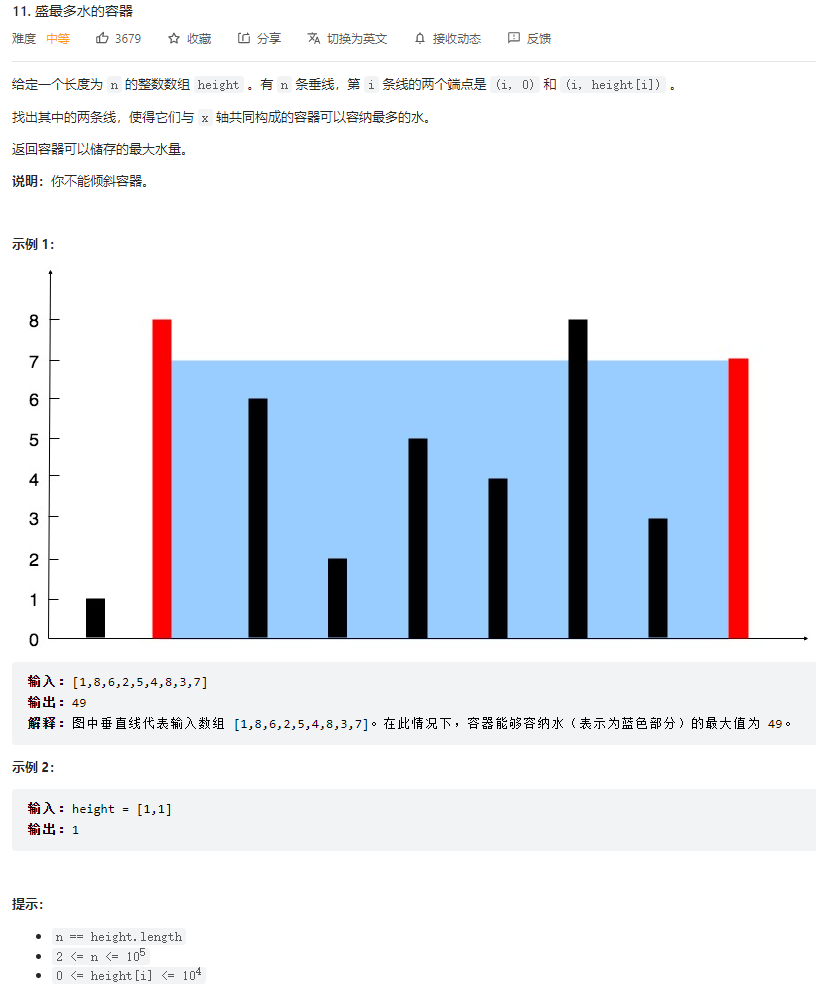 11. 盛最多水的容器
难度 中等 3679 收藏 分享 切换为英文 接收动态 反馈
给定一个长度为 n 的整数数组 height 。有 n 条垂线，第 i 条线的两个端点是 (i, 0) 和 (i, height[i]) 。
找出其中的两条线，使得它们与 x 轴共同构成的容器可以容纳最多的水。
返回容器可以储存的最大水量。
说明：你不能倾斜容器。
示例 1：
8
7
6
5
4
3
2
1
0
输入：[1,8,6,2,5,4,8,3,7]
输出：49
解释：图中垂直线代表输入数组 [1,8,6,2,5,4,8,3,7]。在此情况下，容器能够容纳水（表示为蓝色部分）的最大值为 49。
示例 2：
输入：height = [1,1]
输出：1
提示：
n == height.length
2 <= n <= 10⁵
0 <= height[i] <= 10⁴